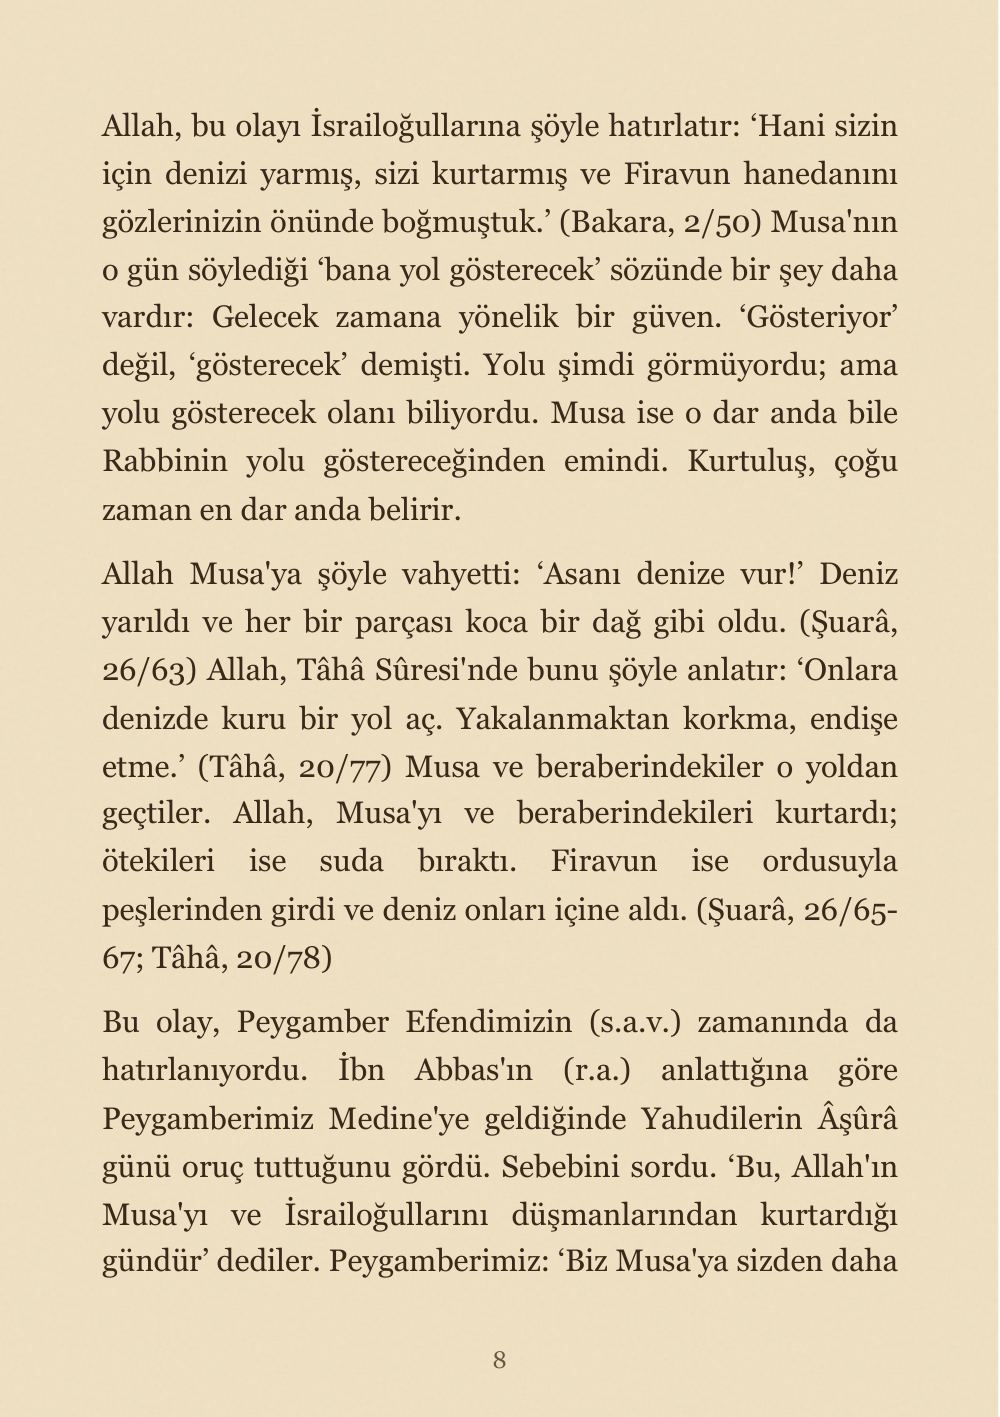 Allah, bu olayı İsrailoğullarına şöyle hatırlatır: ‘Hani sizin
için denizi yarmış, sizi kurtarmış ve Firavun hanedanını
gözlerinizin önünde boğmuştuk.’ (Bakara, 2/50) Musa'nın
o gün söylediği ‘bana yol gösterecek’ sözünde bir şey daha
vardır: Gelecek zamana yönelik bir güven. ‘Gösteriyor’
değil, ‘gösterecek’ demişti. Yolu şimdi görmüyordu; ama
yolu gösterecek olanı biliyordu. Musa ise o dar anda bile
Rabbinin yolu göstereceğinden emindi. Kurtuluş, çoğu
zaman en dar anda belirir.
Allah Musa'ya şöyle vahyetti: ‘Asanı denize vur!’ Deniz
yarıldı ve her bir parçası koca bir dağ gibi oldu. (Şuarâ,
26/63) Allah, Tâhâ Sûresi'nde bunu şöyle anlatır: ‘Onlara
denizde kuru bir yol aç. Yakalanmaktan korkma, endişe
etme.’ (Tâhâ, 20/77) Musa ve beraberindekiler o yoldan
geçtiler. Allah, Musa'yı ve beraberindekileri kurtardı;
ötekileri ise suda bıraktı. Firavun ise ordusuyla
peşlerinden girdi ve deniz onları içine aldı. (Şuarâ, 26/65-
67; Tâhâ, 20/78)
Bu olay, Peygamber Efendimizin (s.a.v.) zamanında da
hatırlanıyordu. İbn Abbas'ın (r.a.) anlattığına göre
Peygamberimiz Medine'ye geldiğinde Yahudilerin Âşûrâ
günü oruç tuttuğunu gördü. Sebebini sordu. ‘Bu, Allah'ın
Musa'yı ve İsrailoğullarını düşmanlarından kurtardığı
gündür’ dediler. Peygamberimiz: ‘Biz Musa'ya sizden daha
8